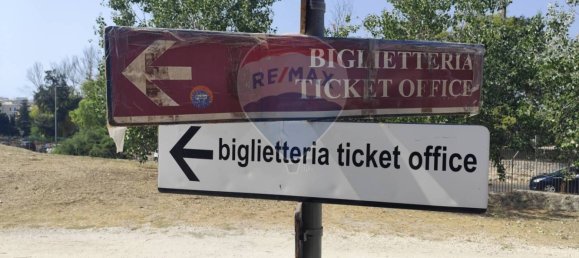 BIGLIETTERIA
TICKET OFFICE
RE/MAX
biglietteria ticket office